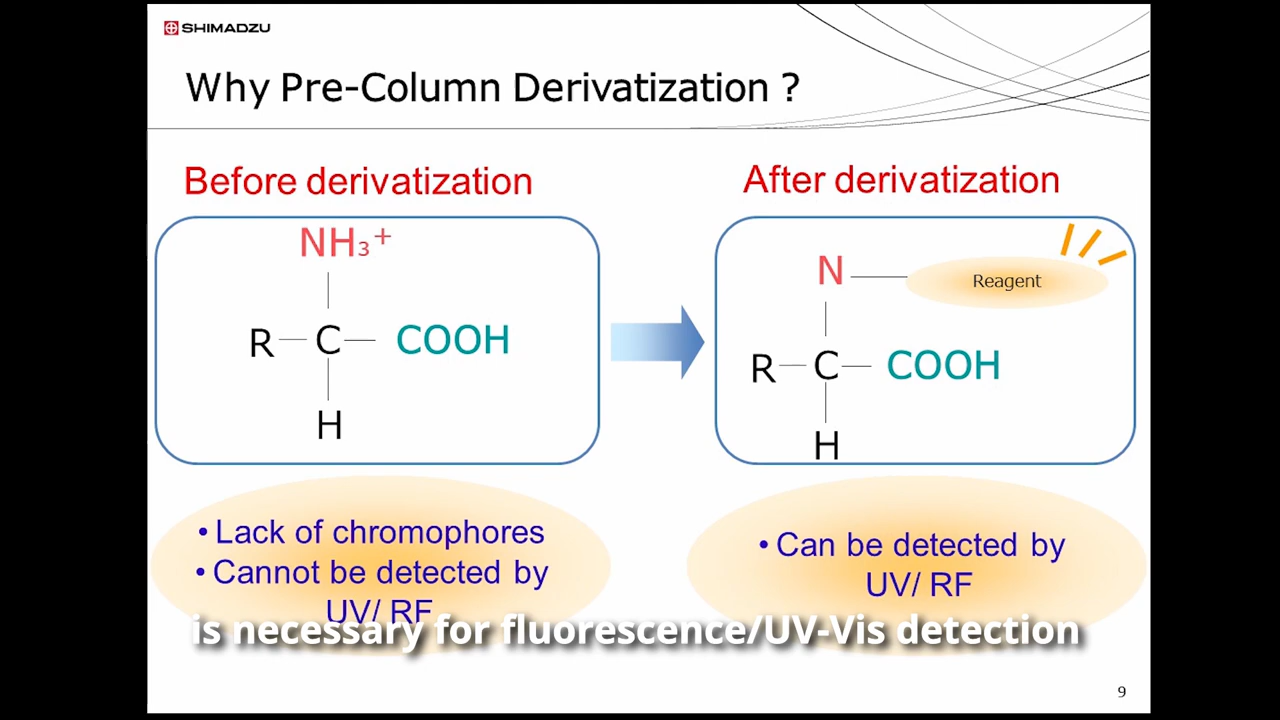 SHIMADZU
Why Pre-Column Derivatization ?
Before derivatization
NH₃⁺
R C COOH
H
After derivatization
N Reagent
R C COOH
H
• Lack of chromophores
• Cannot be detected by
UV/ RF
• Can be detected by
UV/ RF
is necessary for fluorescence/UV-Vis detection
9